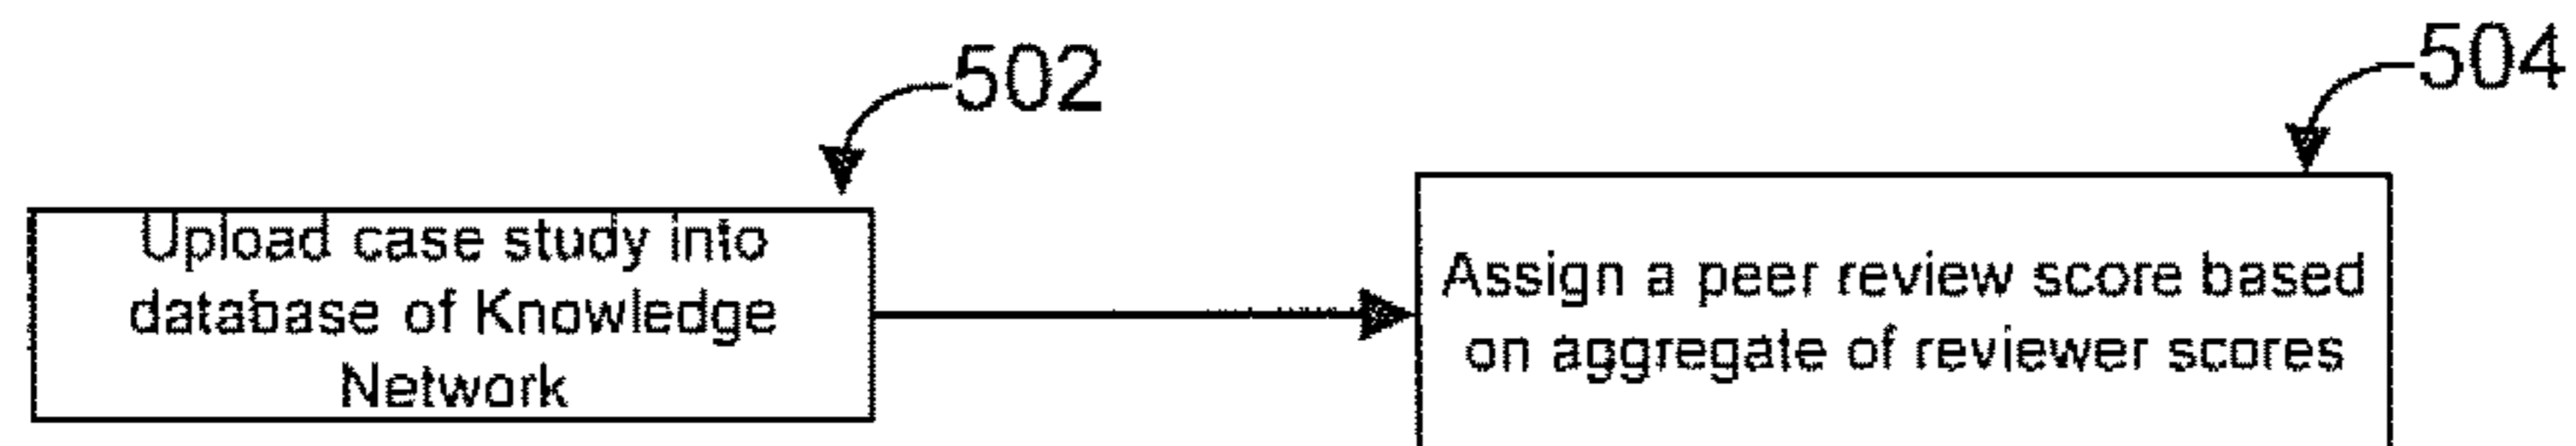 502
504
Upload case study into
database of Knowledge
Network
Assign a peer review score based
on aggregate of reviewer scores